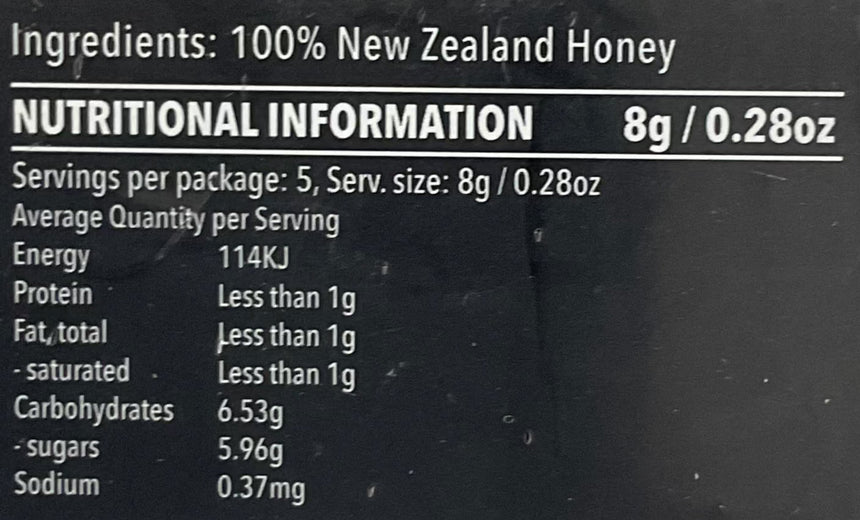 Ingredients: 100% New Zealand Honey
NUTRITIONAL INFORMATION 8g / 0.28oz
Servings per package: 5, Serv. size: 8g / 0.28oz
Average Quantity per Serving
Energy 114KJ
Protein Less than 1g
Fat, total Less than 1g
- saturated Less than 1g
Carbohydrates 6.53g
- sugars 5.96g
Sodium 0.37mg